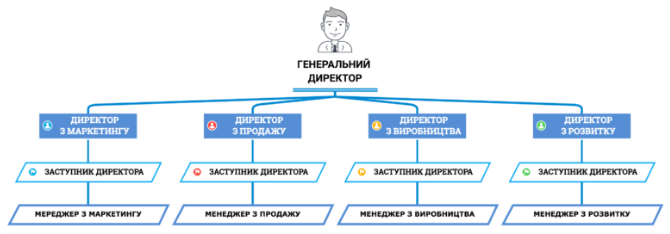 ГЕНЕРАЛЬНИЙ
ДИРЕКТОР
ДИРЕКТОР
З МАРКЕТИНГУ
ДИРЕКТОР
З ПРОДАЖУ
ДИРЕКТОР
З ВИРОБНИЦТВА
ДИРЕКТОР
З РОЗВИТКУ
ЗАСТУПНИК ДИРЕКТОРА
ЗАСТУПНИК ДИРЕКТОРА
ЗАСТУПНИК ДИРЕКТОРА
ЗАСТУПНИК ДИРЕКТОРА
МЕРЕДЖЕР З МАРКЕТИНГУ
МЕНЕДЖЕР З ПРОДАЖУ
МЕНЕДЖЕР З ВИРОБНИЦТВА
МЕНЕДЖЕР З РОЗВИТКУ